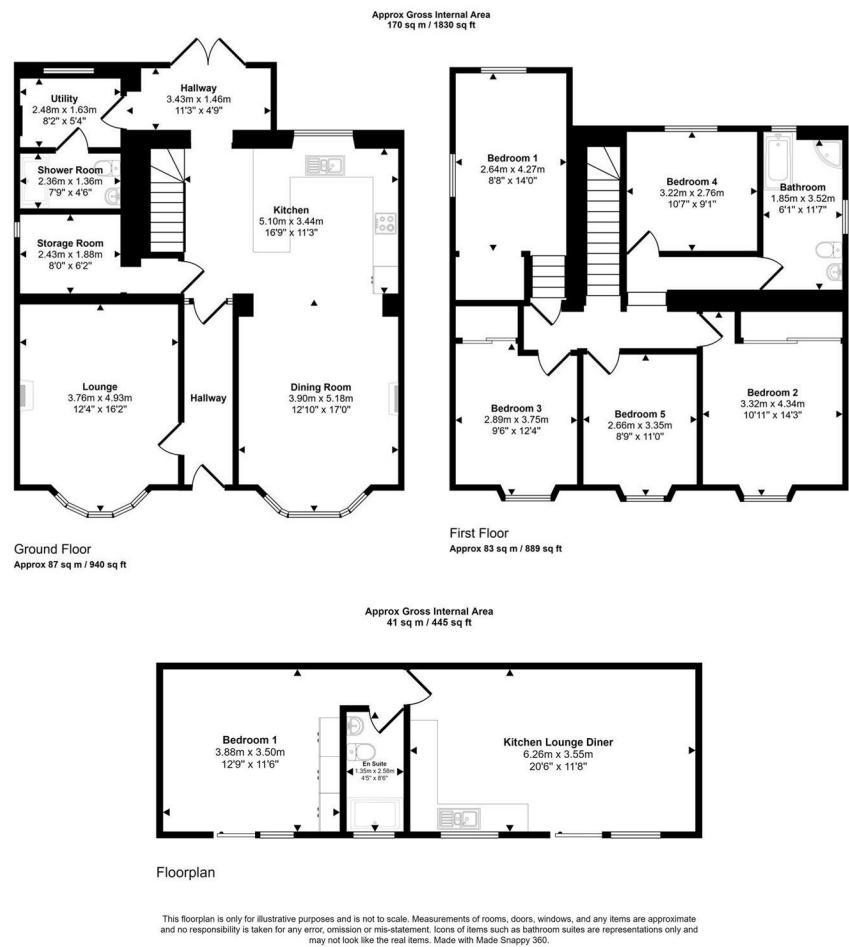 Approx Gross Internal Area
170 sq m / 1830 sq ft
Hallway
3.43m x 1.46m
11'3" x 4'9"
Utility
2.48m x 1.63m
8'2" x 5'4"
Shower Room
2.36m x 1.36m
7'9" x 4'6"
Storage Room
2.43m x 1.88m
8'0" x 6'2"
Kitchen
5.10m x 3.44m
16'9" x 11'3"
Lounge
3.76m x 4.93m
12'4" x 16'2"
Hallway
Dining Room
3.90m x 5.18m
12'10" x 17'0"
Ground Floor
Approx 87 sq m / 940 sq ft
Bedroom 1
2.64m x 4.27m
8'8" x 14'0"
Bedroom 4
3.22m x 2.76m
10'7" x 9'1"
Bathroom
1.85m x 3.52m
6'1" x 11'7"
Bedroom 3
2.89m x 3.75m
9'6" x 12'4"
Bedroom 5
2.66m x 3.35m
8'9" x 11'0"
Bedroom 2
3.32m x 4.34m
10'11" x 14'3"
First Floor
Approx 83 sq m / 889 sq ft
Approx Gross Internal Area
41 sq m / 445 sq ft
Bedroom 1
3.88m x 3.50m
12'9" x 11'6"
En Suite
1.35m x 2.58m
4'5" x 8'6"
Kitchen Lounge Diner
6.26m x 3.55m
20'6" x 11'8"
Floorplan
This floorplan is only for illustrative purposes and is not to scale. Measurements of rooms, doors, windows, and any items are approximate
and no responsibility is taken for any error, omission or mis-statement. Icons of items such as bathroom suites are representations only and
may not look like the real items. Made with Made Snappy 360.